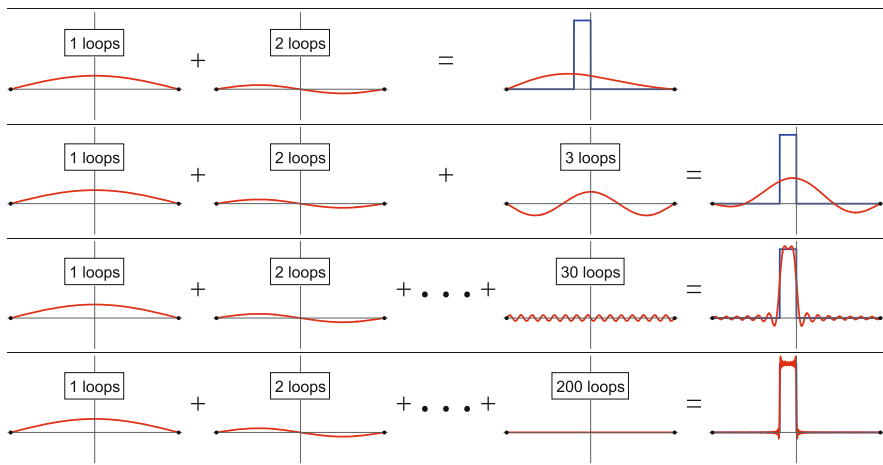 1 loops + 2 loops =
1 loops + 2 loops + 3 loops =
1 loops + 2 loops + ... + 30 loops =
1 loops + 2 loops + ... + 200 loops =